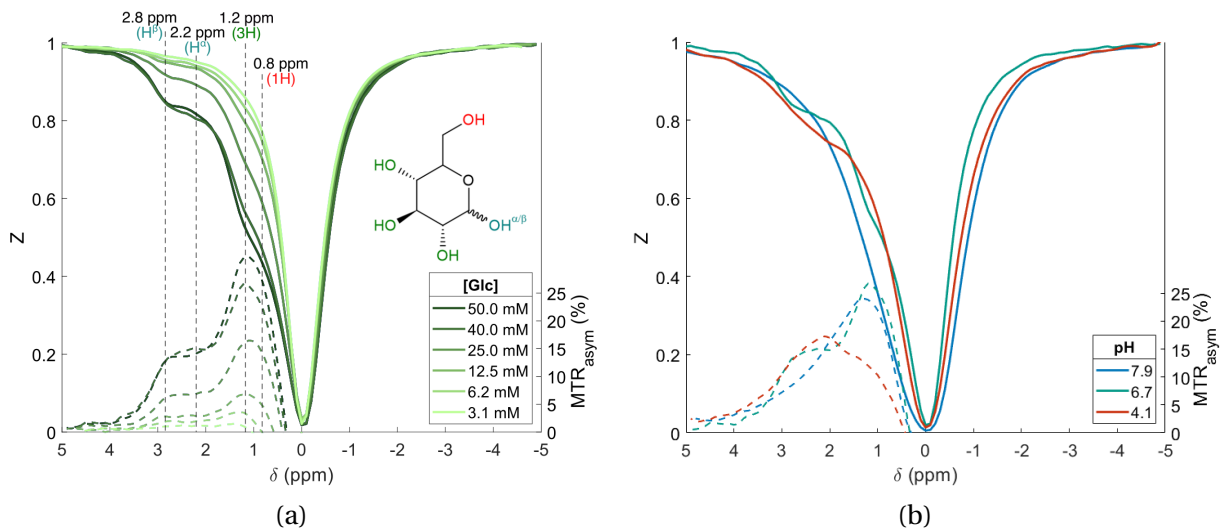 2.8 ppm
(Hᵝ)
2.2 ppm
(Hᵅ)
1.2 ppm
(3H)
0.8 ppm
(1H)
Z
1
0.8
0.6
0.4
0.2
0
OH
HO
O
HO
OH^α/β
OH
[Glc]
50.0 mM
40.0 mM
25.0 mM
12.5 mM
6.2 mM
3.1 mM
25
20
15
10
5
0
MTR_asym (%)
5 4 3 2 1 0 -1 -2 -3 -4 -5
δ (ppm)
(a)
Z
1
0.8
0.6
0.4
0.2
0
pH
7.9
6.7
4.1
25
20
15
10
5
0
MTR_asym (%)
5 4 3 2 1 0 -1 -2 -3 -4 -5
δ (ppm)
(b)